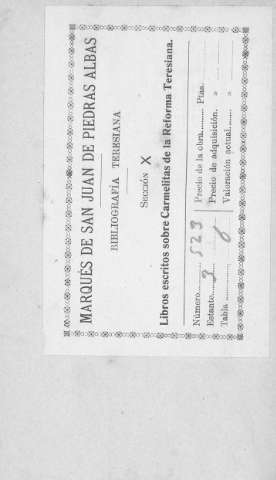 MARQUÉS DE SAN JUAN DE PIEDRAS ALBAS
BIBLIOGRAFÍA TERESIANA
SECCIÓN X
Libros escritos sobre Carmelitas de la Reforma Teresiana.
Número........ 523 Precio de la obra........ Ptas.
Estante........ 3 Precio de adquisición. »
Tabla ........ 6 Valoración actual........ »